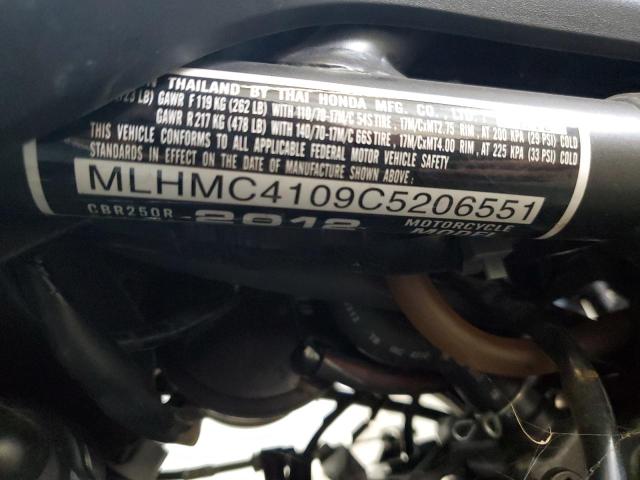 THAILAND BY THAI HONDA MFG. CO., LTD.
LB) GAWR F 119 KG (262 LB) WITH 110/70-17M/C 54S TIRE, 17M/CxMT2.75 RIM, AT 200 KPA (29 PSI) COLD
GAWR R 217 KG (478 LB) WITH 140/70-17M/C 66S TIRE, 17M/CxMT4.00 RIM, AT 225 KPA (33 PSI) COLD
THIS VEHICLE CONFORMS TO ALL APPLICABLE FEDERAL MOTOR VEHICLE SAFETY
STANDARDS IN EFFECT ON THE DATE OF MANUFACTURE SHOWN ABOVE:
MLHMC4109C5206551
CBR250R 2012 MOTORCYCLE
MODEL